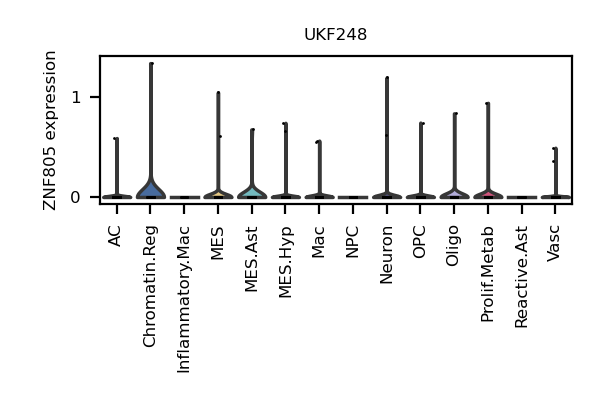 UKF248
ZNF805 expression
1
0
AC
Chromatin.Reg
Inflammatory.Mac
MES
MES.Ast
MES.Hyp
Mac
NPC
Neuron
OPC
Oligo
Prolif.Metab
Reactive.Ast
Vasc